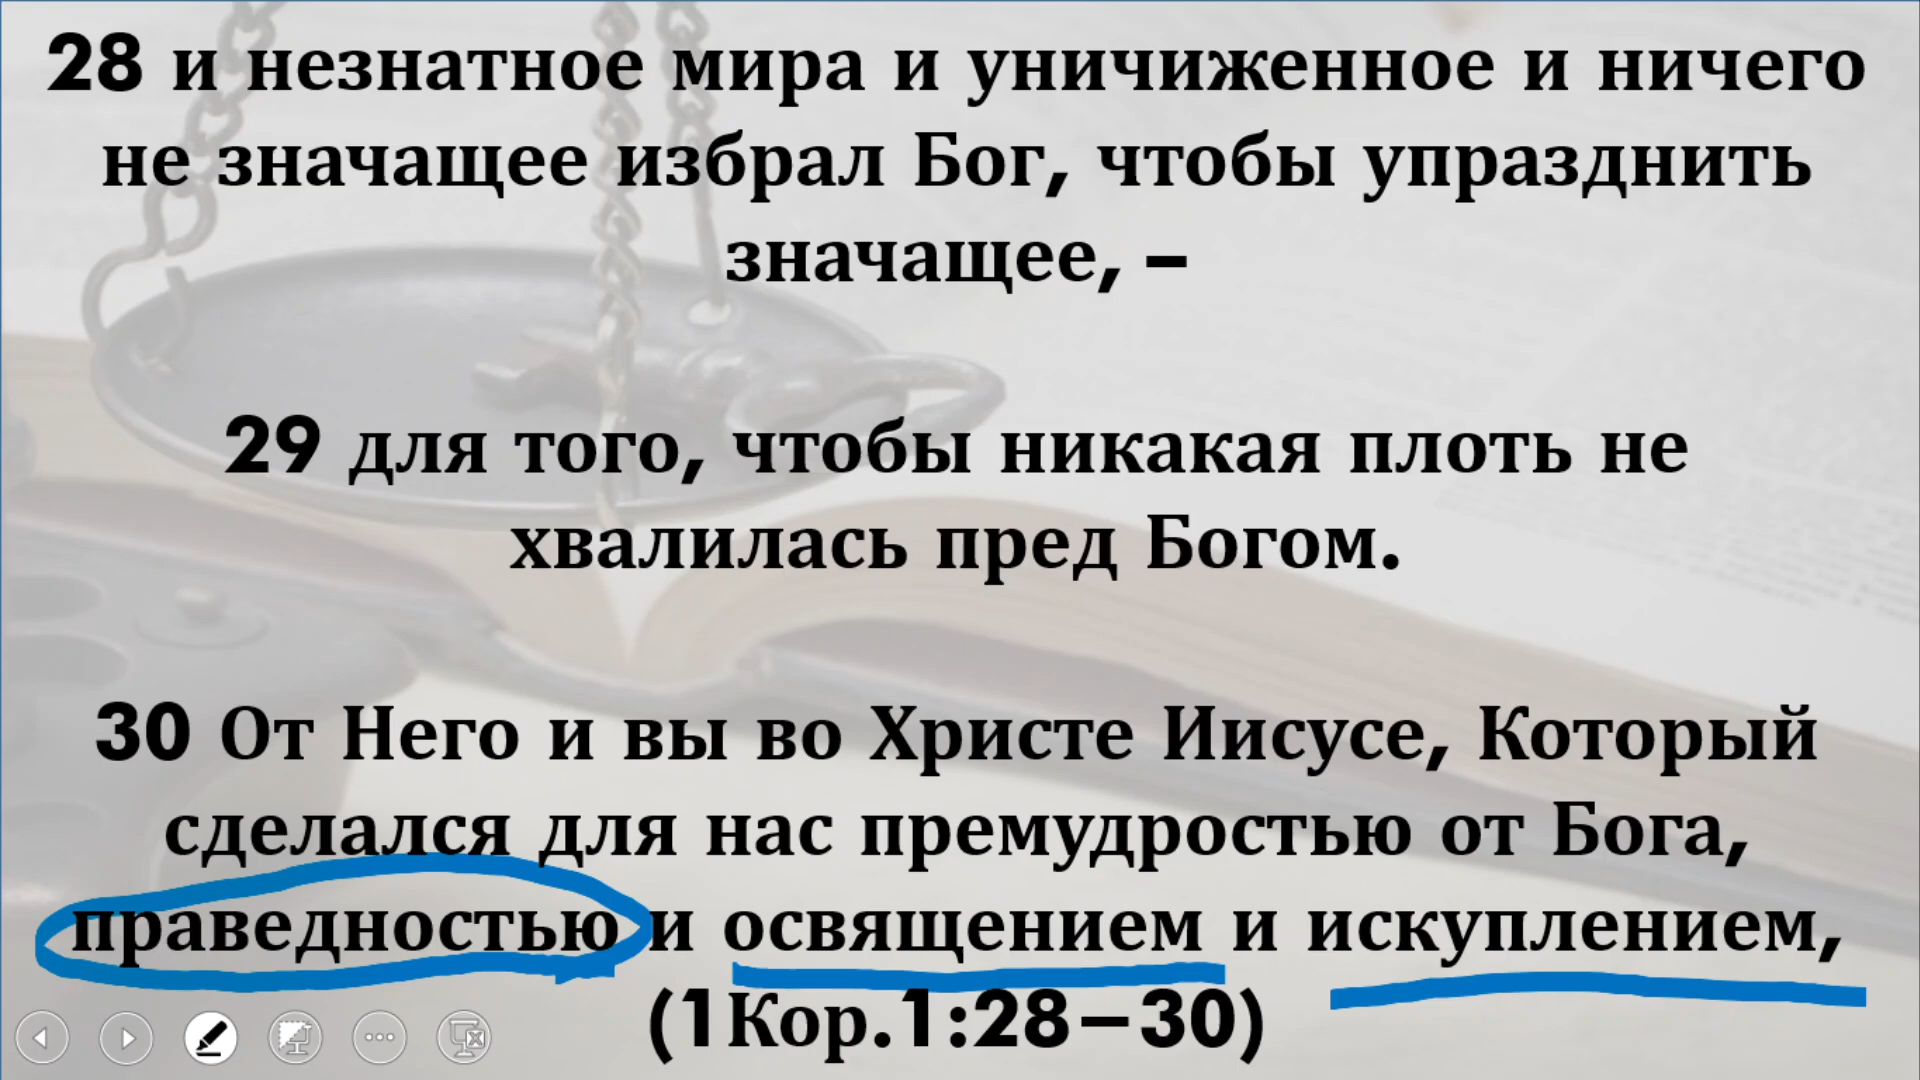 28 и незнатное мира и уничиженное и ничего
не значащее избрал Бог, чтобы упразднить
значащее, –
29 для того, чтобы никакая плоть не
хвалилась пред Богом.
30 От Него и вы во Христе Иисусе, Который
сделался для нас премудростью от Бога,
праведностью и освящением и искуплением,
(1Кор.1:28–30)